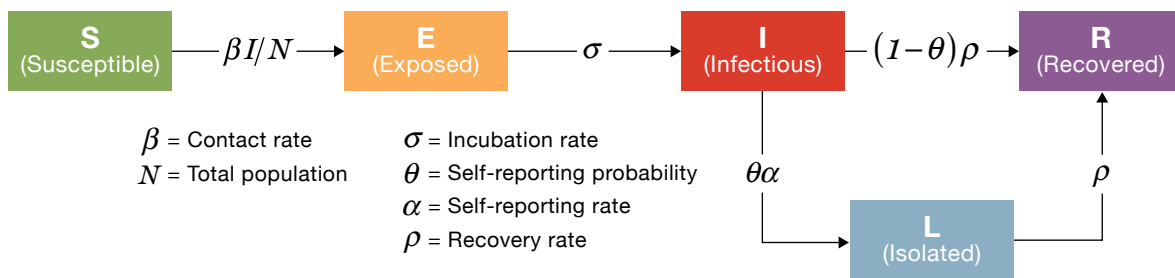 S
(Susceptible)
βI/N
E
(Exposed)
σ
I
(Infectious)
(1-θ)ρ
R
(Recovered)
β = Contact rate
N = Total population
σ = Incubation rate
θ = Self-reporting probability
α = Self-reporting rate
ρ = Recovery rate
θα
ρ
L
(Isolated)